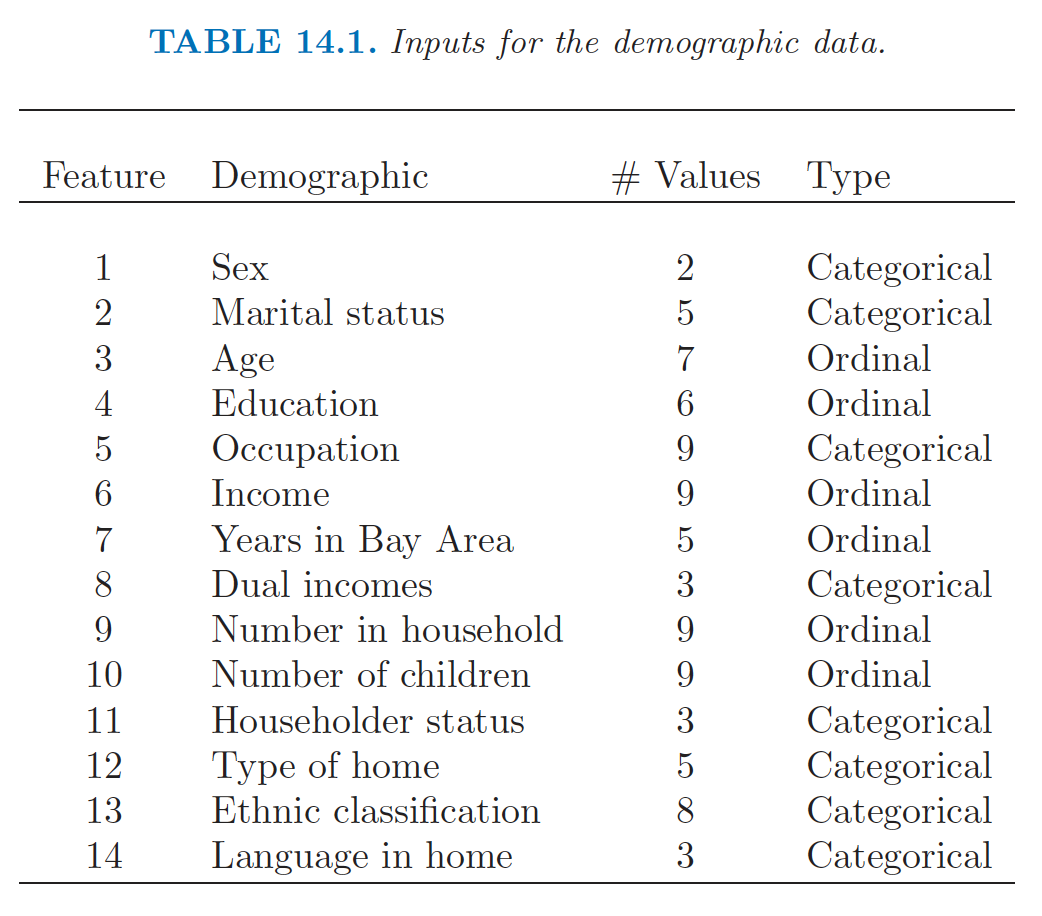 TABLE 14.1. Inputs for the demographic data.
Feature Demographic # Values Type
1 Sex 2 Categorical
2 Marital status 5 Categorical
3 Age 7 Ordinal
4 Education 6 Ordinal
5 Occupation 9 Categorical
6 Income 9 Ordinal
7 Years in Bay Area 5 Ordinal
8 Dual incomes 3 Categorical
9 Number in household 9 Ordinal
10 Number of children 9 Ordinal
11 Householder status 3 Categorical
12 Type of home 5 Categorical
13 Ethnic classification 8 Categorical
14 Language in home 3 Categorical